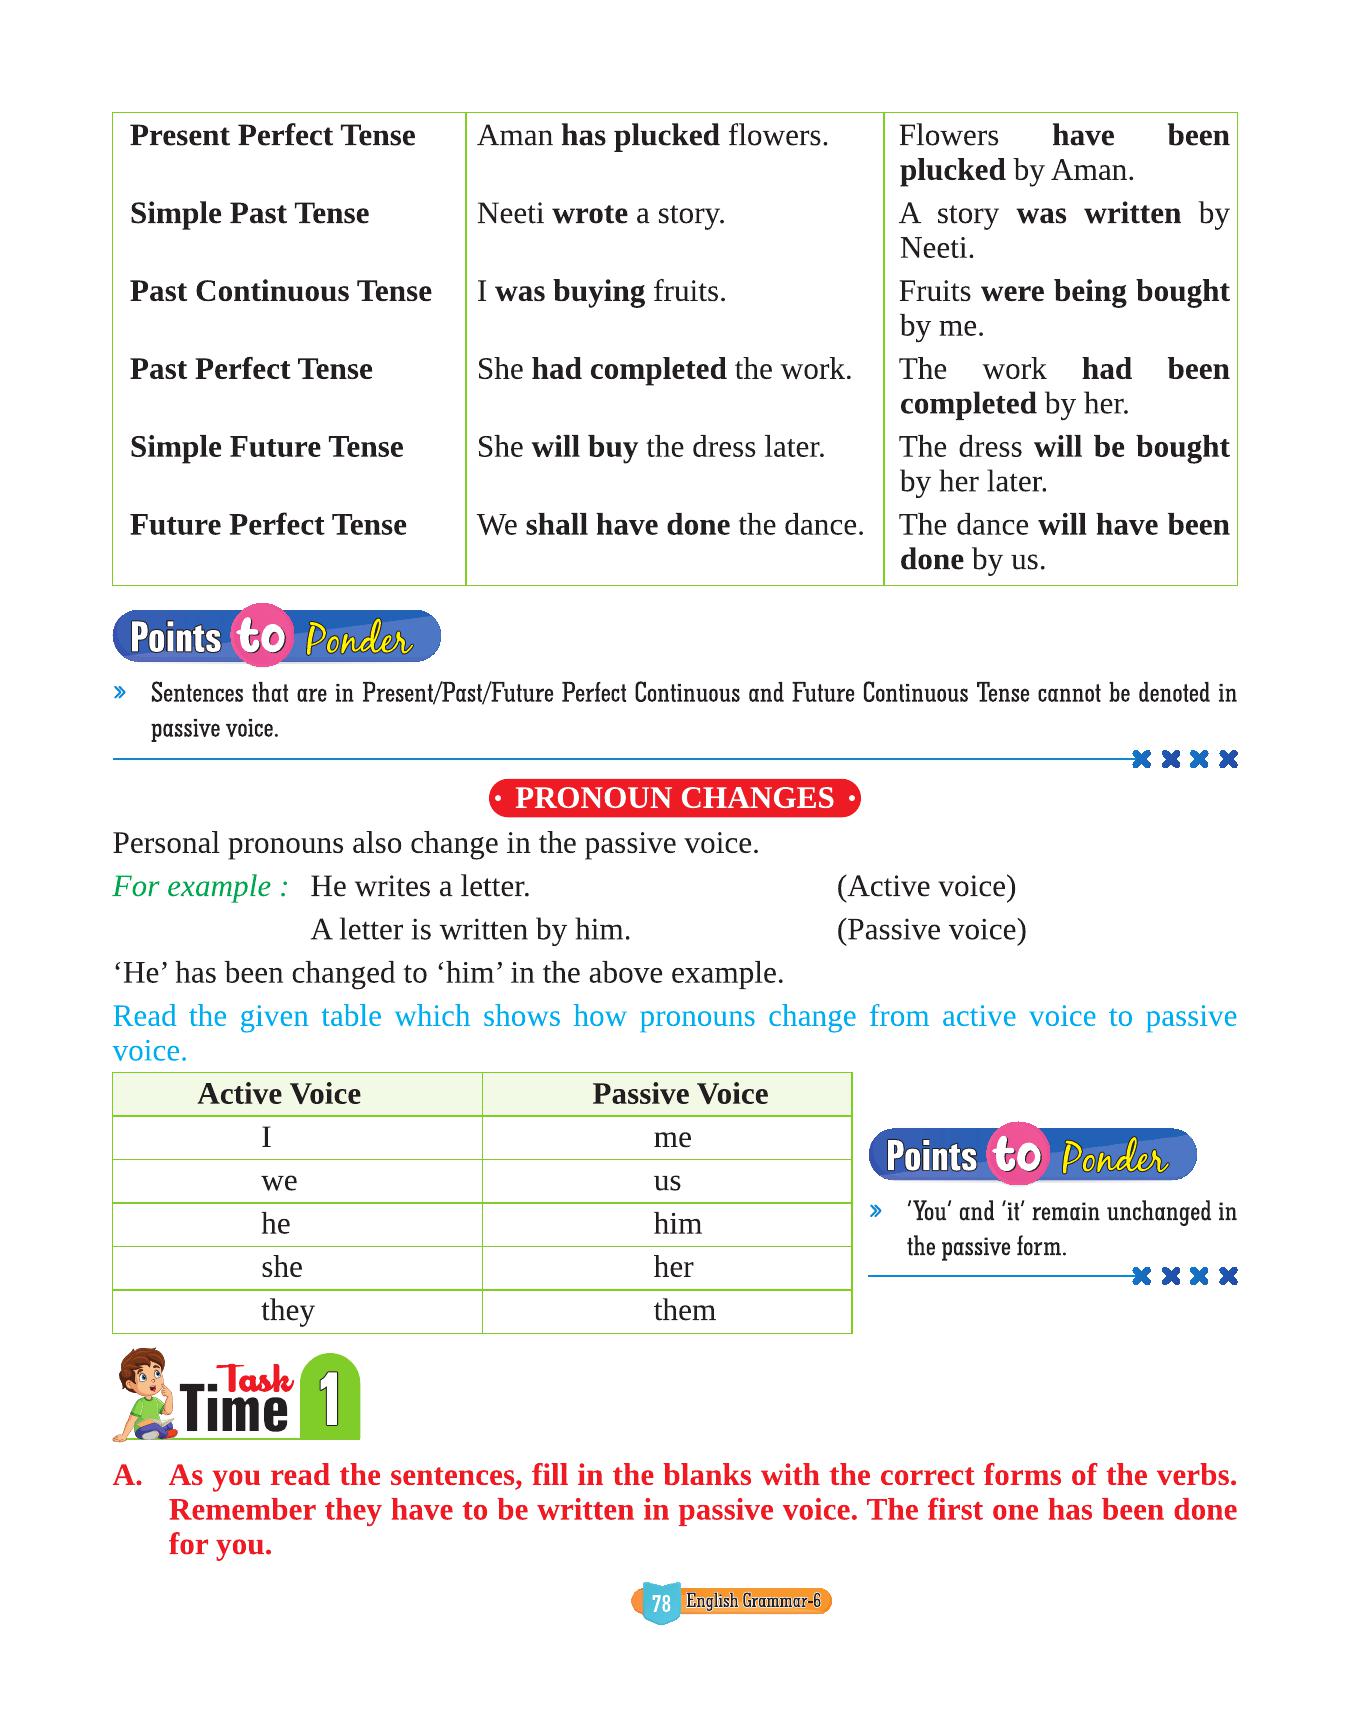 Present Perfect Tense Aman has plucked flowers. Flowers have been
plucked by Aman.
Simple Past Tense Neeti wrote a story. A story was written by
Neeti.
Past Continuous Tense I was buying fruits. Fruits were being bought
by me.
Past Perfect Tense She had completed the work. The work had been
completed by her.
Simple Future Tense She will buy the dress later. The dress will be bought
by her later.
Future Perfect Tense We shall have done the dance. The dance will have been
done by us.
Points to Ponder
» Sentences that are in Present/Past/Future Perfect Continuous and Future Continuous Tense cannot be denoted in
passive voice.
• PRONOUN CHANGES •
Personal pronouns also change in the passive voice.
For example : He writes a letter. (Active voice)
A letter is written by him. (Passive voice)
‘He’ has been changed to ‘him’ in the above example.
Read the given table which shows how pronouns change from active voice to passive
voice.
Active Voice Passive Voice
I me
we us
he him
she her
they them
Points to Ponder
» ‘You’ and ‘it’ remain unchanged in
the passive form.
Task
Time 1
A. As you read the sentences, fill in the blanks with the correct forms of the verbs.
Remember they have to be written in passive voice. The first one has been done
for you.
78 English Grammar-6